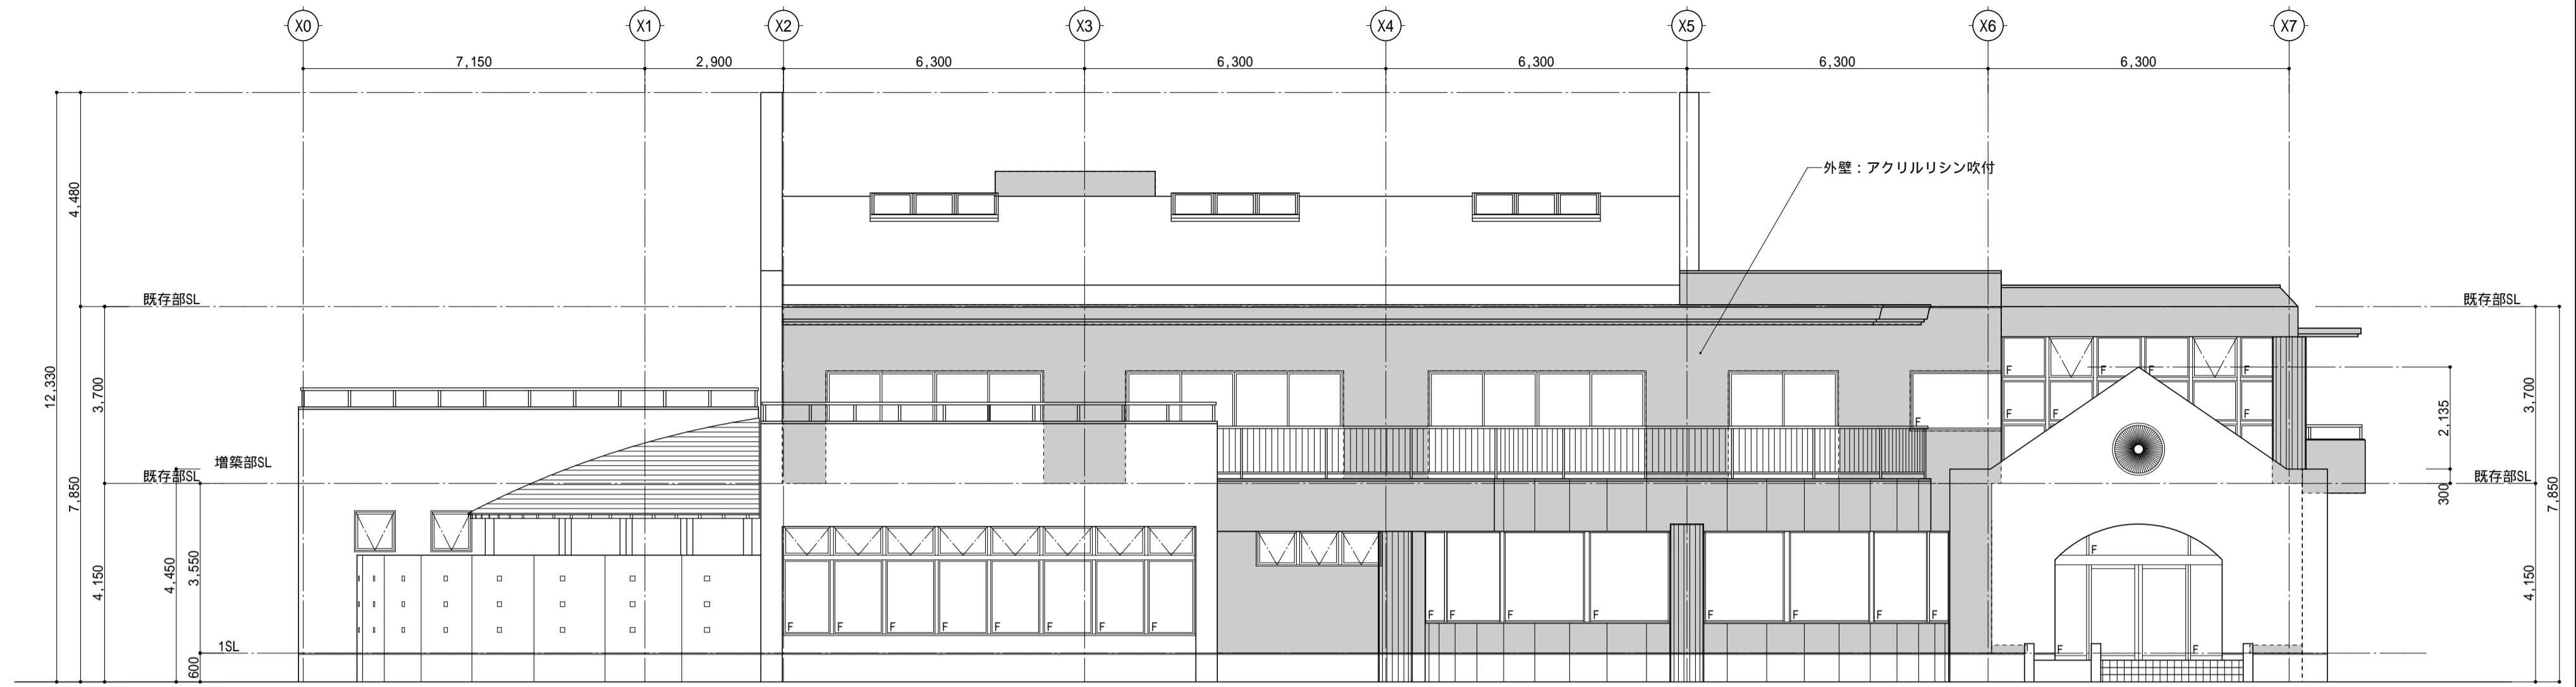 X0 X1 X2 X3 X4 X5 X6 X7
7,150 2,900 6,300 6,300 6,300 6,300 6,300
外壁：アクリルリシン吹付
4,480
12,330
7,850
3,700
4,150
4,450
3,550
600
既存部SL
増築部SL
既存部SL
1SL
既存部SL
既存部SL
2,135
300
3,700
4,150
7,850
F F F F F
F F F
F
F F F F F F F F
F F F F F F F F
F
F F